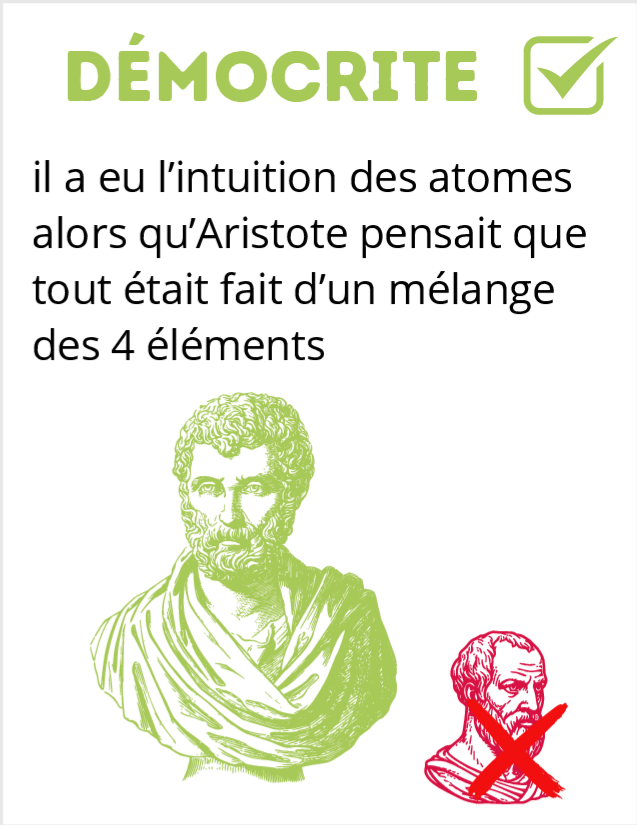 DÉMOCRITE
il a eu l’intuition des atomes
alors qu’Aristote pensait que
tout était fait d’un mélange
des 4 éléments